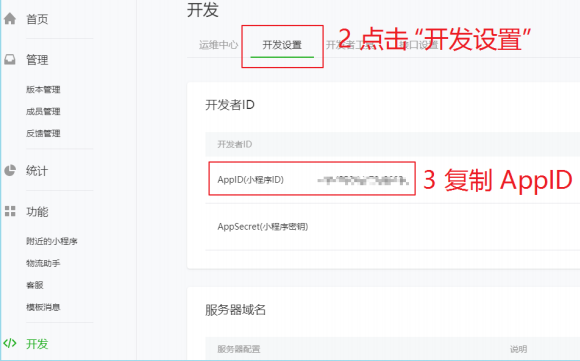 首页
管理
版本管理
成员管理
反馈管理
统计
功能
附近的小程序
物流助手
客服
模板消息
开发
开发
运维中心
开发设置
开发者工具
接口设置
2 点击 “开发设置”
开发者ID
开发者ID
AppID(小程序ID)
3 复制 AppID
AppSecret(小程序密钥)
服务器域名
服务器配置
说明